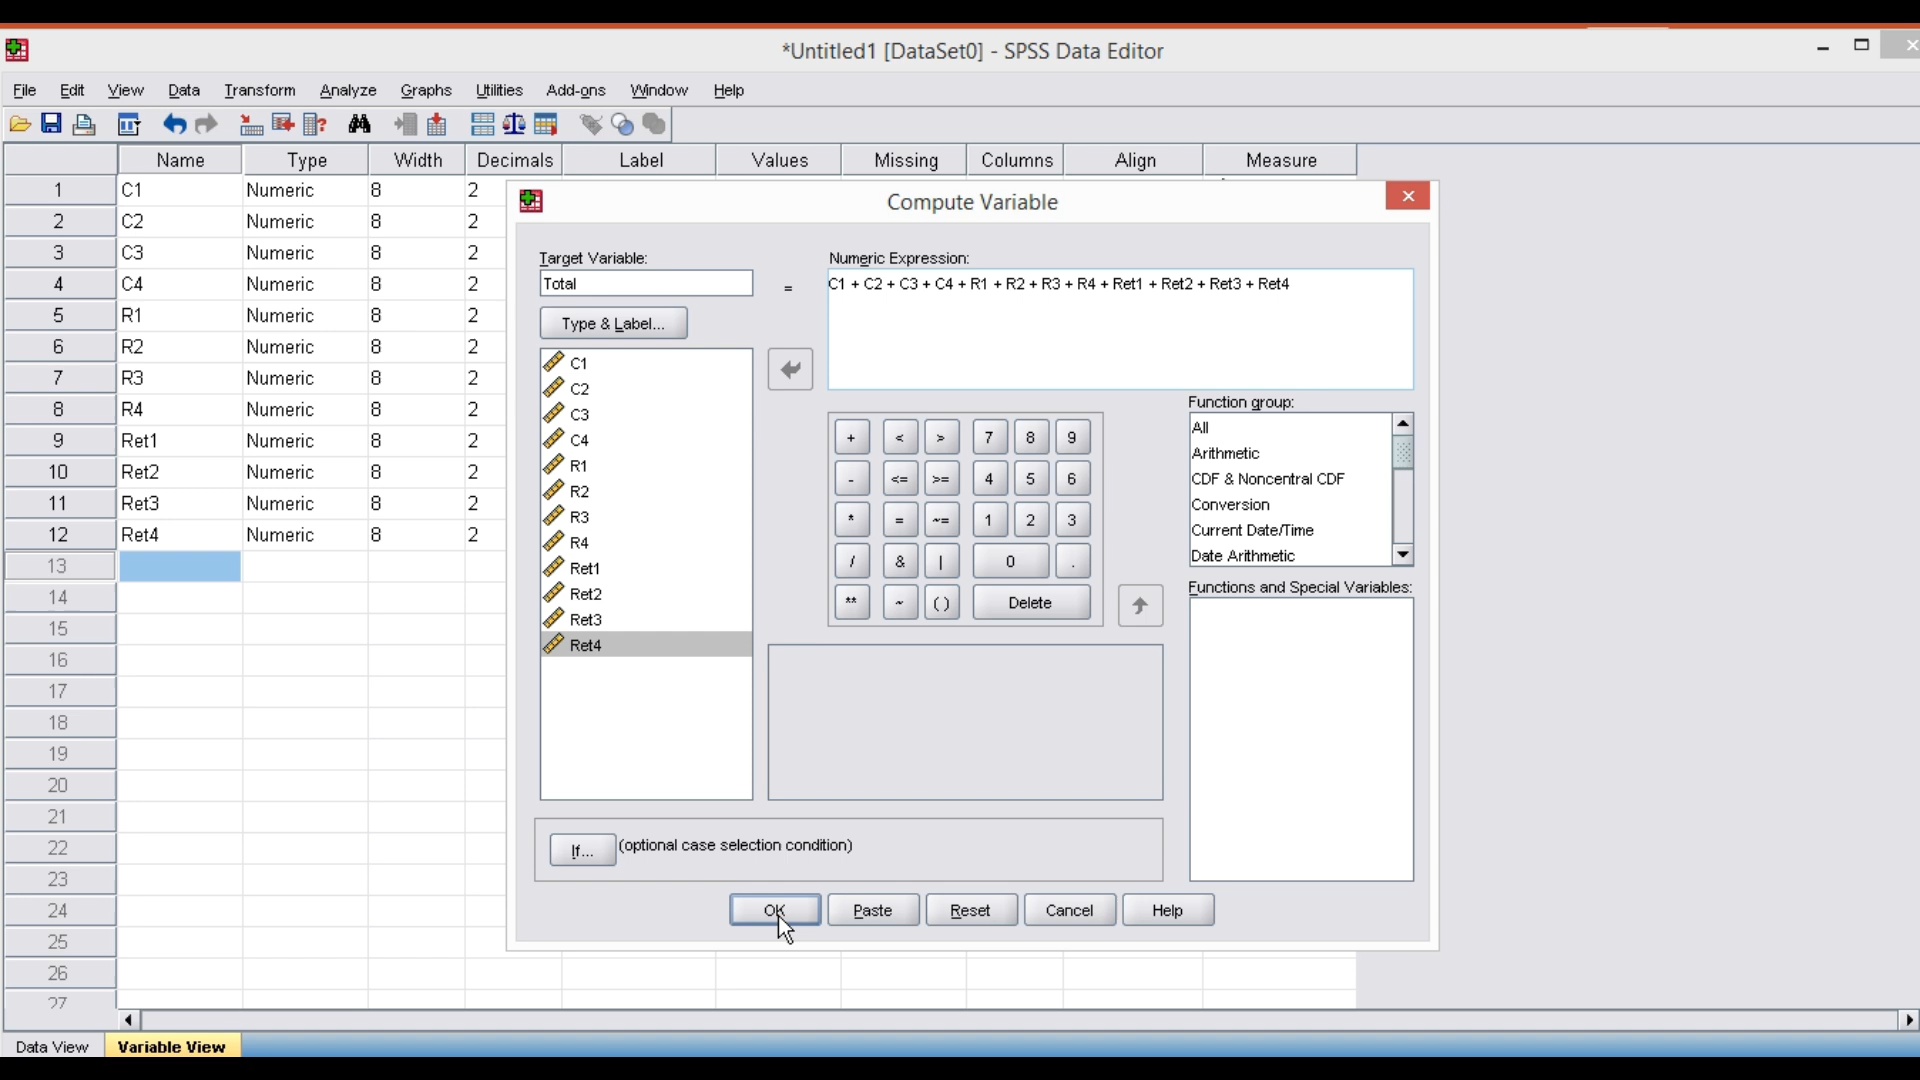 *Untitled1 [DataSet0] - SPSS Data Editor
File Edit View Data Transform Analyze Graphs Utilities Add-ons Window Help
Name Type Width Decimals Label Values Missing Columns Align Measure
1 C1 Numeric 8 2
2 C2 Numeric 8 2
3 C3 Numeric 8 2
4 C4 Numeric 8 2
5 R1 Numeric 8 2
6 R2 Numeric 8 2
7 R3 Numeric 8 2
8 R4 Numeric 8 2
9 Ret1 Numeric 8 2
10 Ret2 Numeric 8 2
11 Ret3 Numeric 8 2
12 Ret4 Numeric 8 2
13
14
15
16
17
18
19
20
21
22
23
24
25
26
27
Compute Variable
Target Variable:
Total
=
Numeric Expression:
C1 + C2 + C3 + C4 + R1 + R2 + R3 + R4 + Ret1 + Ret2 + Ret3 + Ret4
Type & Label...
C1
C2
C3
C4
R1
R2
R3
R4
Ret1
Ret2
Ret3
Ret4
+ < > 7 8 9
- <= >= 4 5 6
* = ~= 1 2 3
/ & | 0 .
** ~ ( ) Delete
Function group:
All
Arithmetic
CDF & Noncentral CDF
Conversion
Current Date/Time
Date Arithmetic
Functions and Special Variables:
If... (optional case selection condition)
OK Paste Reset Cancel Help
Data View Variable View